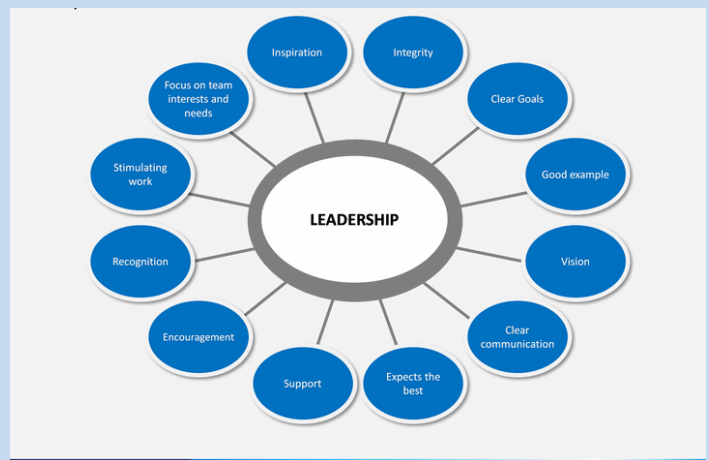 Inspiration
Integrity
Focus on team
interests and
needs
Clear Goals
Stimulating
work
Good example
LEADERSHIP
Recognition
Vision
Encouragement
Clear
communication
Support
Expects the
best